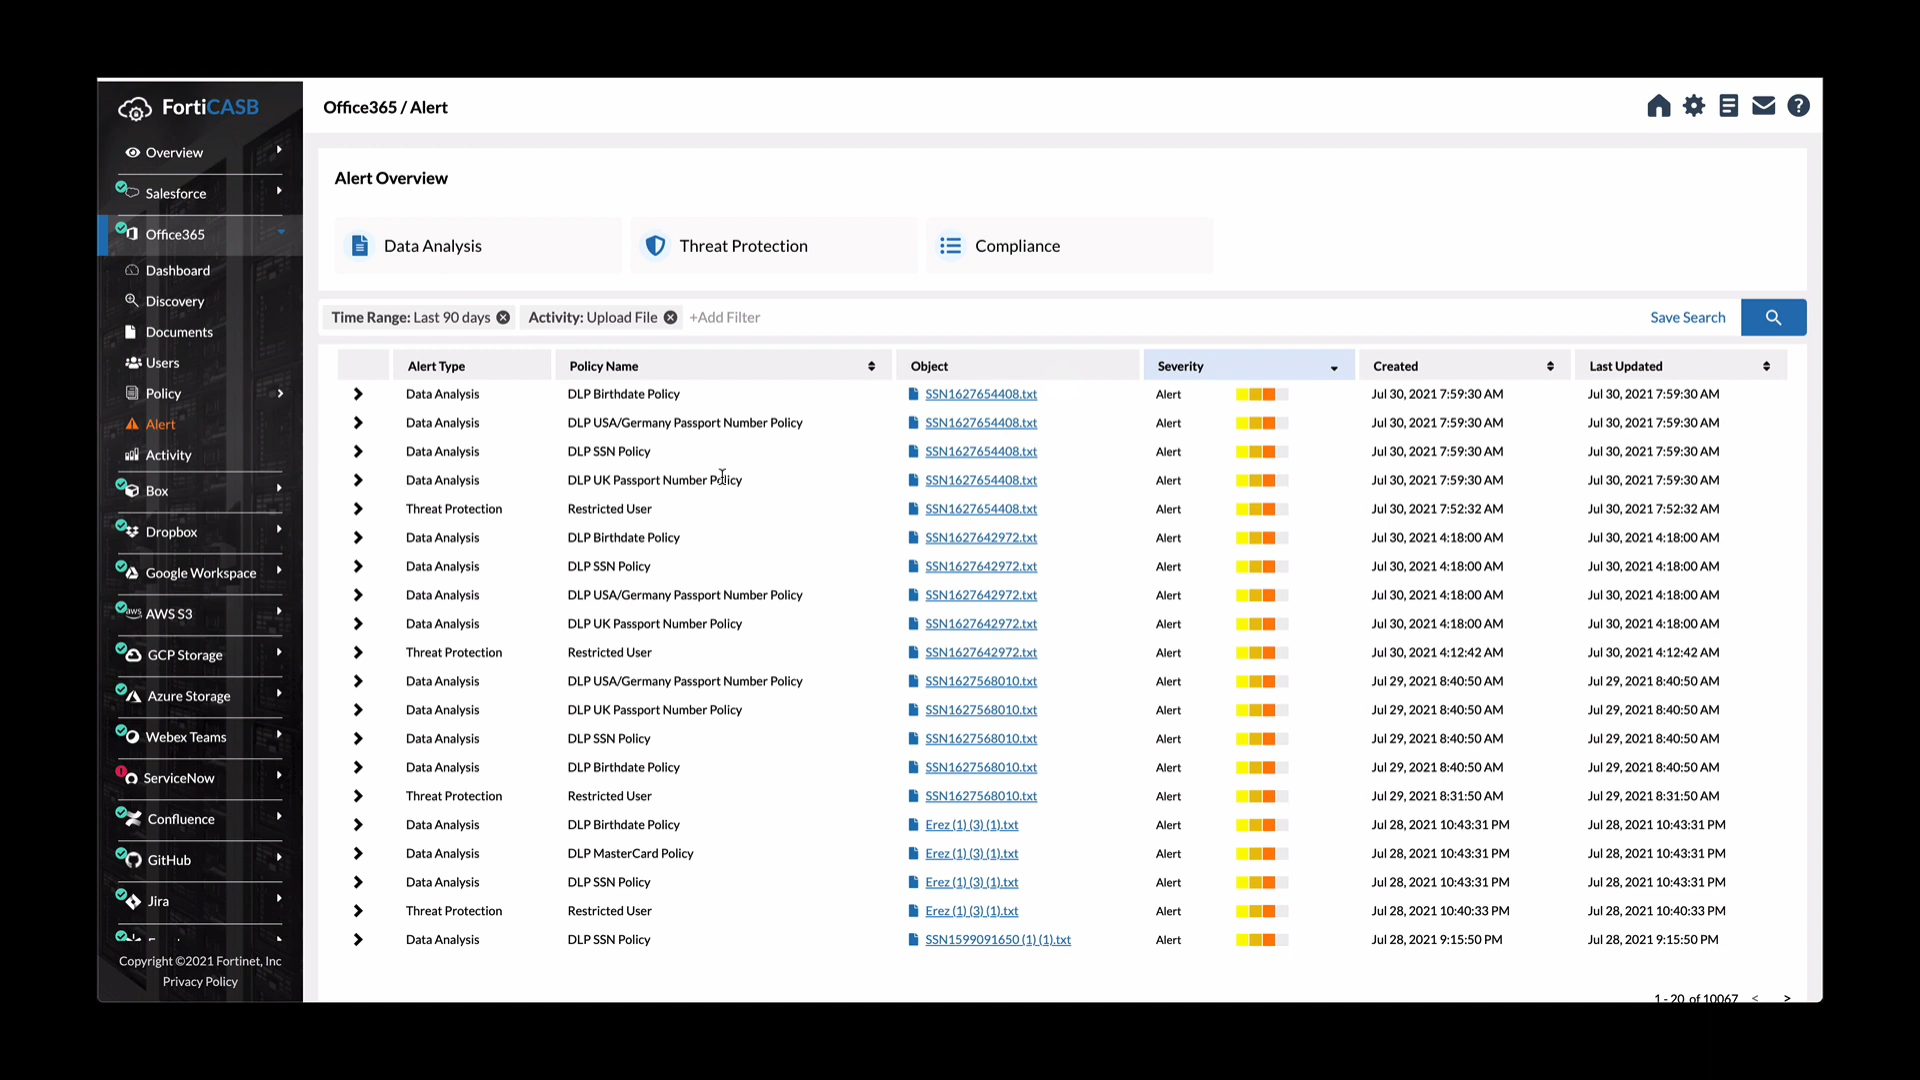 FortiCASB
Office365 / Alert
Overview
Salesforce
Office365
Dashboard
Discovery
Documents
Users
Policy
Alert
Activity
Box
Dropbox
Google Workspace
aws AWS S3
GCP Storage
Azure Storage
Webex Teams
ServiceNow
Confluence
GitHub
Jira
Copyright ©2021 Fortinet, Inc
Privacy Policy
Alert Overview
Data Analysis Threat Protection Compliance
Time Range: Last 90 days Activity: Upload File +Add Filter Save Search
Alert Type Policy Name Object Severity Created Last Updated
Data Analysis DLP Birthdate Policy SSN1627654408.txt Alert Jul 30, 2021 7:59:30 AM Jul 30, 2021 7:59:30 AM
Data Analysis DLP USA/Germany Passport Number Policy SSN1627654408.txt Alert Jul 30, 2021 7:59:30 AM Jul 30, 2021 7:59:30 AM
Data Analysis DLP SSN Policy SSN1627654408.txt Alert Jul 30, 2021 7:59:30 AM Jul 30, 2021 7:59:30 AM
Data Analysis DLP UK Passport Number Policy SSN1627654408.txt Alert Jul 30, 2021 7:59:30 AM Jul 30, 2021 7:59:30 AM
Threat Protection Restricted User SSN1627654408.txt Alert Jul 30, 2021 7:52:32 AM Jul 30, 2021 7:52:32 AM
Data Analysis DLP Birthdate Policy SSN1627642972.txt Alert Jul 30, 2021 4:18:00 AM Jul 30, 2021 4:18:00 AM
Data Analysis DLP SSN Policy SSN1627642972.txt Alert Jul 30, 2021 4:18:00 AM Jul 30, 2021 4:18:00 AM
Data Analysis DLP USA/Germany Passport Number Policy SSN1627642972.txt Alert Jul 30, 2021 4:18:00 AM Jul 30, 2021 4:18:00 AM
Data Analysis DLP UK Passport Number Policy SSN1627642972.txt Alert Jul 30, 2021 4:18:00 AM Jul 30, 2021 4:18:00 AM
Threat Protection Restricted User SSN1627642972.txt Alert Jul 30, 2021 4:12:42 AM Jul 30, 2021 4:12:42 AM
Data Analysis DLP USA/Germany Passport Number Policy SSN1627568010.txt Alert Jul 29, 2021 8:40:50 AM Jul 29, 2021 8:40:50 AM
Data Analysis DLP UK Passport Number Policy SSN1627568010.txt Alert Jul 29, 2021 8:40:50 AM Jul 29, 2021 8:40:50 AM
Data Analysis DLP SSN Policy SSN1627568010.txt Alert Jul 29, 2021 8:40:50 AM Jul 29, 2021 8:40:50 AM
Data Analysis DLP Birthdate Policy SSN1627568010.txt Alert Jul 29, 2021 8:40:50 AM Jul 29, 2021 8:40:50 AM
Threat Protection Restricted User SSN1627568010.txt Alert Jul 29, 2021 8:31:50 AM Jul 29, 2021 8:31:50 AM
Data Analysis DLP Birthdate Policy Erez (1) (3) (1).txt Alert Jul 28, 2021 10:43:31 PM Jul 28, 2021 10:43:31 PM
Data Analysis DLP MasterCard Policy Erez (1) (3) (1).txt Alert Jul 28, 2021 10:43:31 PM Jul 28, 2021 10:43:31 PM
Data Analysis DLP SSN Policy Erez (1) (3) (1).txt Alert Jul 28, 2021 10:43:31 PM Jul 28, 2021 10:43:31 PM
Threat Protection Restricted User Erez (1) (3) (1).txt Alert Jul 28, 2021 10:40:33 PM Jul 28, 2021 10:40:33 PM
Data Analysis DLP SSN Policy SSN1599091650 (1) (1).txt Alert Jul 28, 2021 9:15:50 PM Jul 28, 2021 9:15:50 PM
1 - 20 of 10067 < >